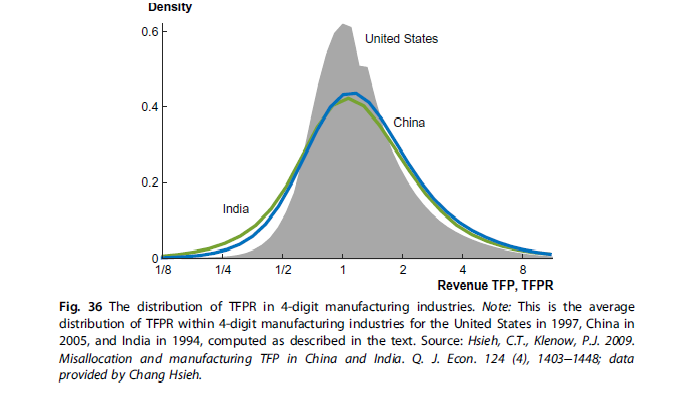 Density
0.6
United States
0.4
China
0.2
India
0
1/8 1/4 1/2 1 2 4 8
Revenue TFP, TFPR
Fig. 36 The distribution of TFPR in 4-digit manufacturing industries. Note: This is the average
distribution of TFPR within 4-digit manufacturing industries for the United States in 1997, China in
2005, and India in 1994, computed as described in the text. Source: Hsieh, C.T., Klenow, P.J. 2009.
Misallocation and manufacturing TFP in China and India. Q. J. Econ. 124 (4), 1403–1448; data
provided by Chang Hsieh.